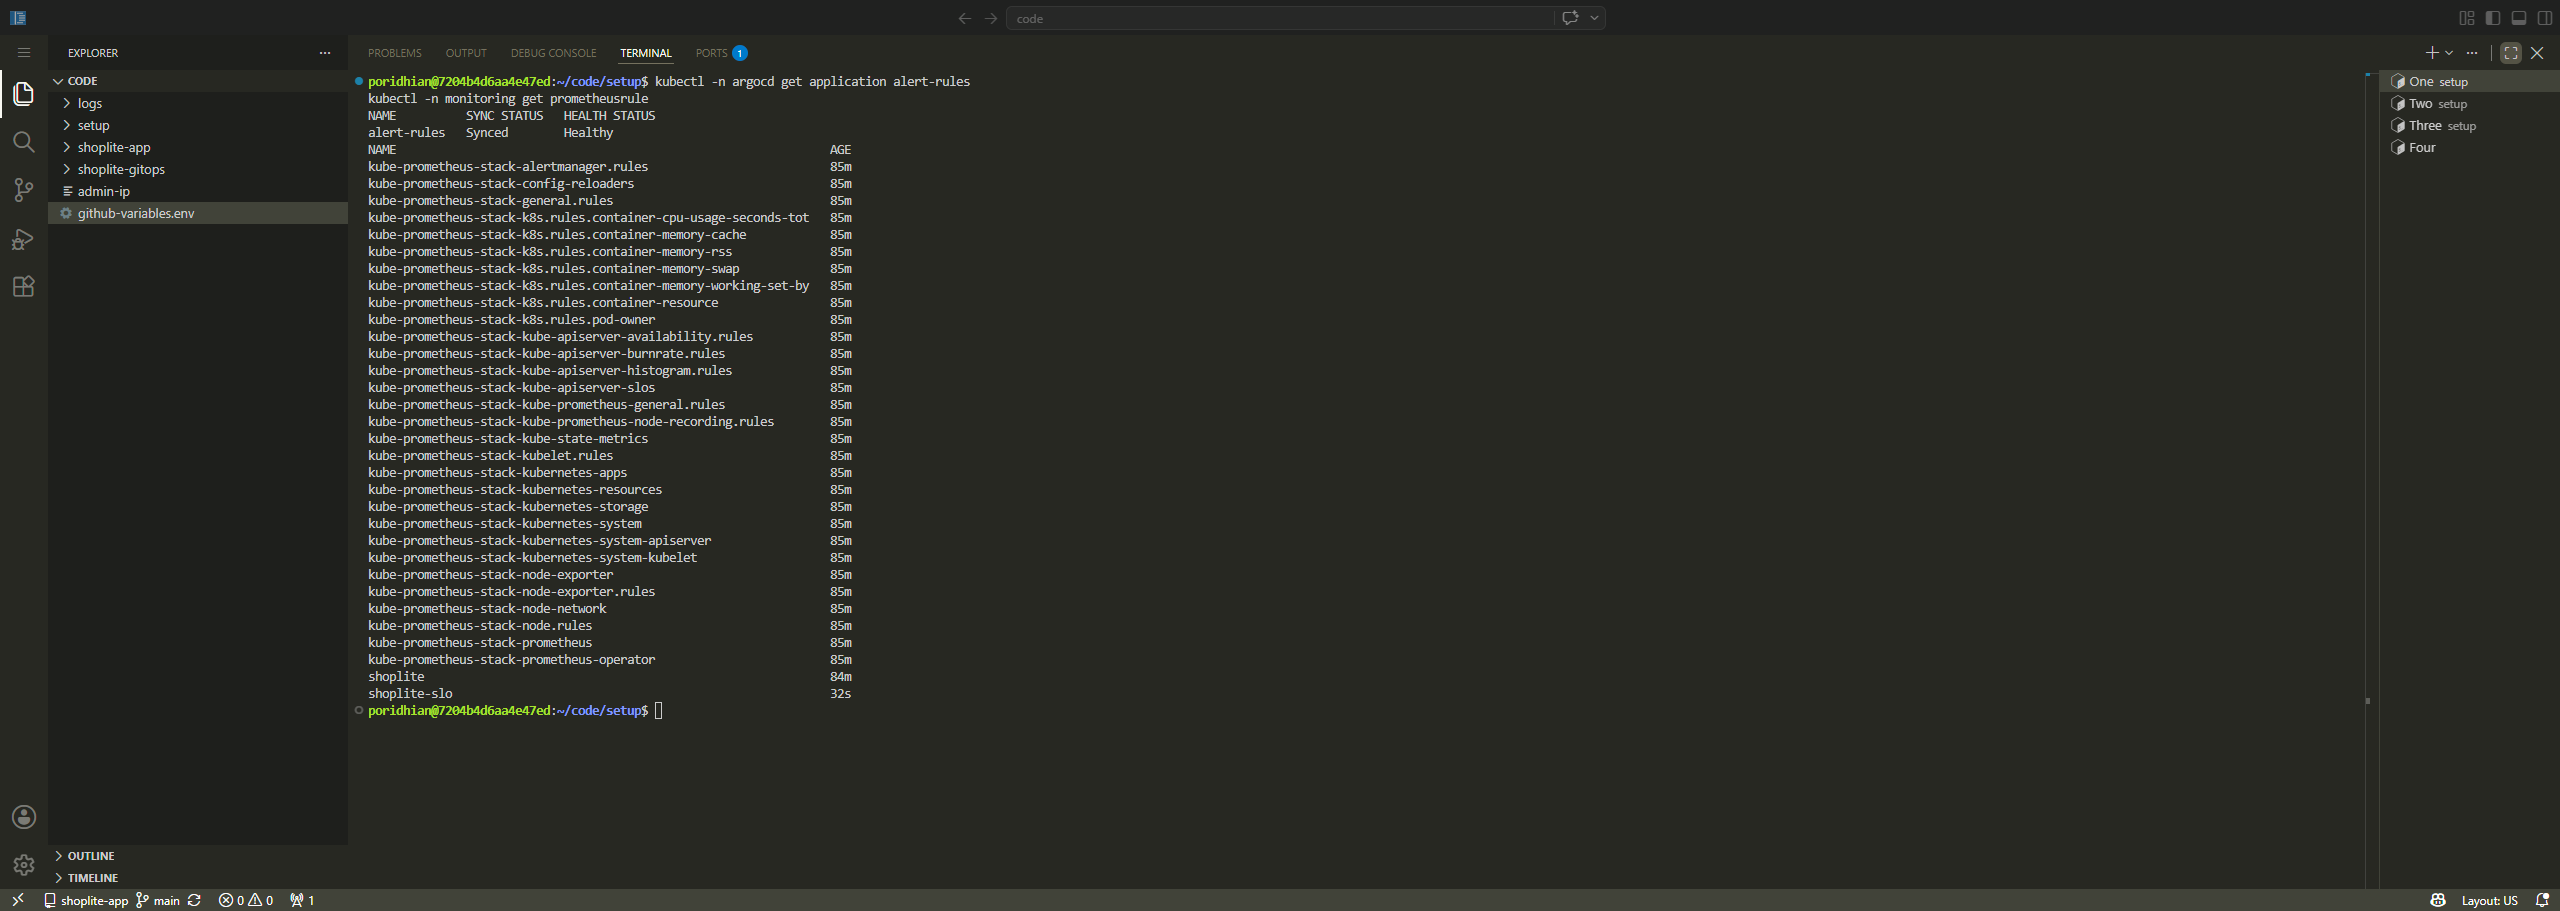 code
EXPLORER
CODE
logs
setup
shoplite-app
shoplite-gitops
admin-ip
github-variables.env
OUTLINE
TIMELINE
PROBLEMS OUTPUT DEBUG CONSOLE TERMINAL PORTS 1
poridhian@7204b4d6aa4e47ed:~/code/setup$ kubectl -n argocd get application alert-rules
kubectl -n monitoring get prometheusrule
NAME SYNC STATUS HEALTH STATUS
alert-rules Synced Healthy
NAME AGE
kube-prometheus-stack-alertmanager.rules 85m
kube-prometheus-stack-config-reloaders 85m
kube-prometheus-stack-general.rules 85m
kube-prometheus-stack-k8s.rules.container-cpu-usage-seconds-tot 85m
kube-prometheus-stack-k8s.rules.container-memory-cache 85m
kube-prometheus-stack-k8s.rules.container-memory-rss 85m
kube-prometheus-stack-k8s.rules.container-memory-swap 85m
kube-prometheus-stack-k8s.rules.container-memory-working-set-by 85m
kube-prometheus-stack-k8s.rules.container-resource 85m
kube-prometheus-stack-k8s.rules.pod-owner 85m
kube-prometheus-stack-kube-apiserver-availability.rules 85m
kube-prometheus-stack-kube-apiserver-burnrate.rules 85m
kube-prometheus-stack-kube-apiserver-histogram.rules 85m
kube-prometheus-stack-kube-apiserver-slos 85m
kube-prometheus-stack-kube-prometheus-general.rules 85m
kube-prometheus-stack-kube-prometheus-node-recording.rules 85m
kube-prometheus-stack-kube-state-metrics 85m
kube-prometheus-stack-kubelet.rules 85m
kube-prometheus-stack-kubernetes-apps 85m
kube-prometheus-stack-kubernetes-resources 85m
kube-prometheus-stack-kubernetes-storage 85m
kube-prometheus-stack-kubernetes-system 85m
kube-prometheus-stack-kubernetes-system-apiserver 85m
kube-prometheus-stack-kubernetes-system-kubelet 85m
kube-prometheus-stack-node-exporter 85m
kube-prometheus-stack-node-exporter.rules 85m
kube-prometheus-stack-node-network 85m
kube-prometheus-stack-node.rules 85m
kube-prometheus-stack-prometheus 85m
kube-prometheus-stack-prometheus-operator 85m
shoplite 84m
shoplite-slo 32s
poridhian@7204b4d6aa4e47ed:~/code/setup$
One setup
Two setup
Three setup
Four
shoplite-app main 0 0 1 Layout: US